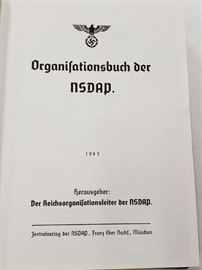 Organisationsbuch der
NSDAP.
1943
Herausgeber:
Der Reichsorganisationsleiter der NSDAP.
Zentralverlag der NSDAP., Franz Eher Nachf., München